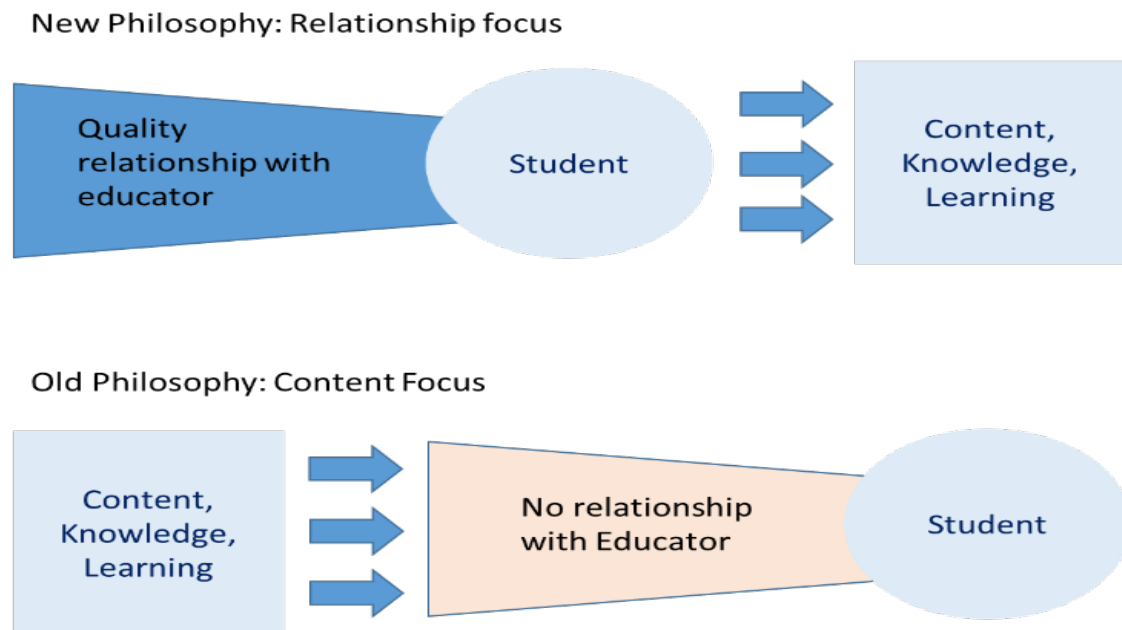 New Philosophy: Relationship focus
Quality
relationship with
educator
Student
Content,
Knowledge,
Learning
Old Philosophy: Content Focus
Content,
Knowledge,
Learning
No relationship
with Educator
Student